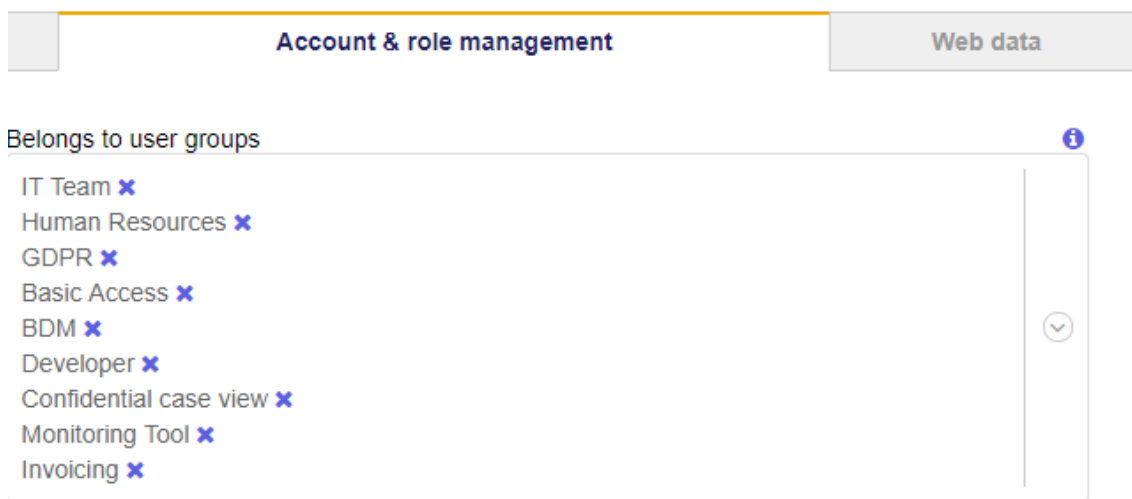 Account & role management
Web data
Belongs to user groups
IT Team
Human Resources
GDPR
Basic Access
BDM
Developer
Confidential case view
Monitoring Tool
Invoicing